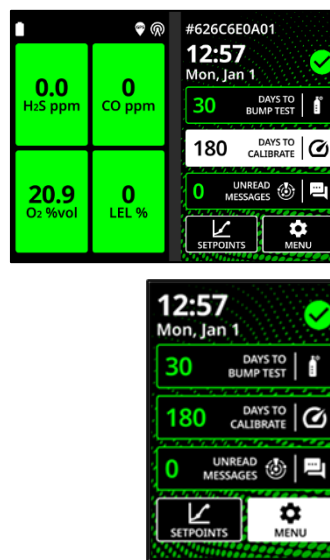 #626C6E0A01
12:57
Mon, Jan 1
0.0
H₂S ppm
0
CO ppm
20.9
O₂ %vol
0
LEL %
30
DAYS TO
BUMP TEST
180
DAYS TO
CALIBRATE
0
UNREAD
MESSAGES
SETPOINTS
MENU
12:57
Mon, Jan 1
30
DAYS TO
BUMP TEST
180
DAYS TO
CALIBRATE
0
UNREAD
MESSAGES
SETPOINTS
MENU